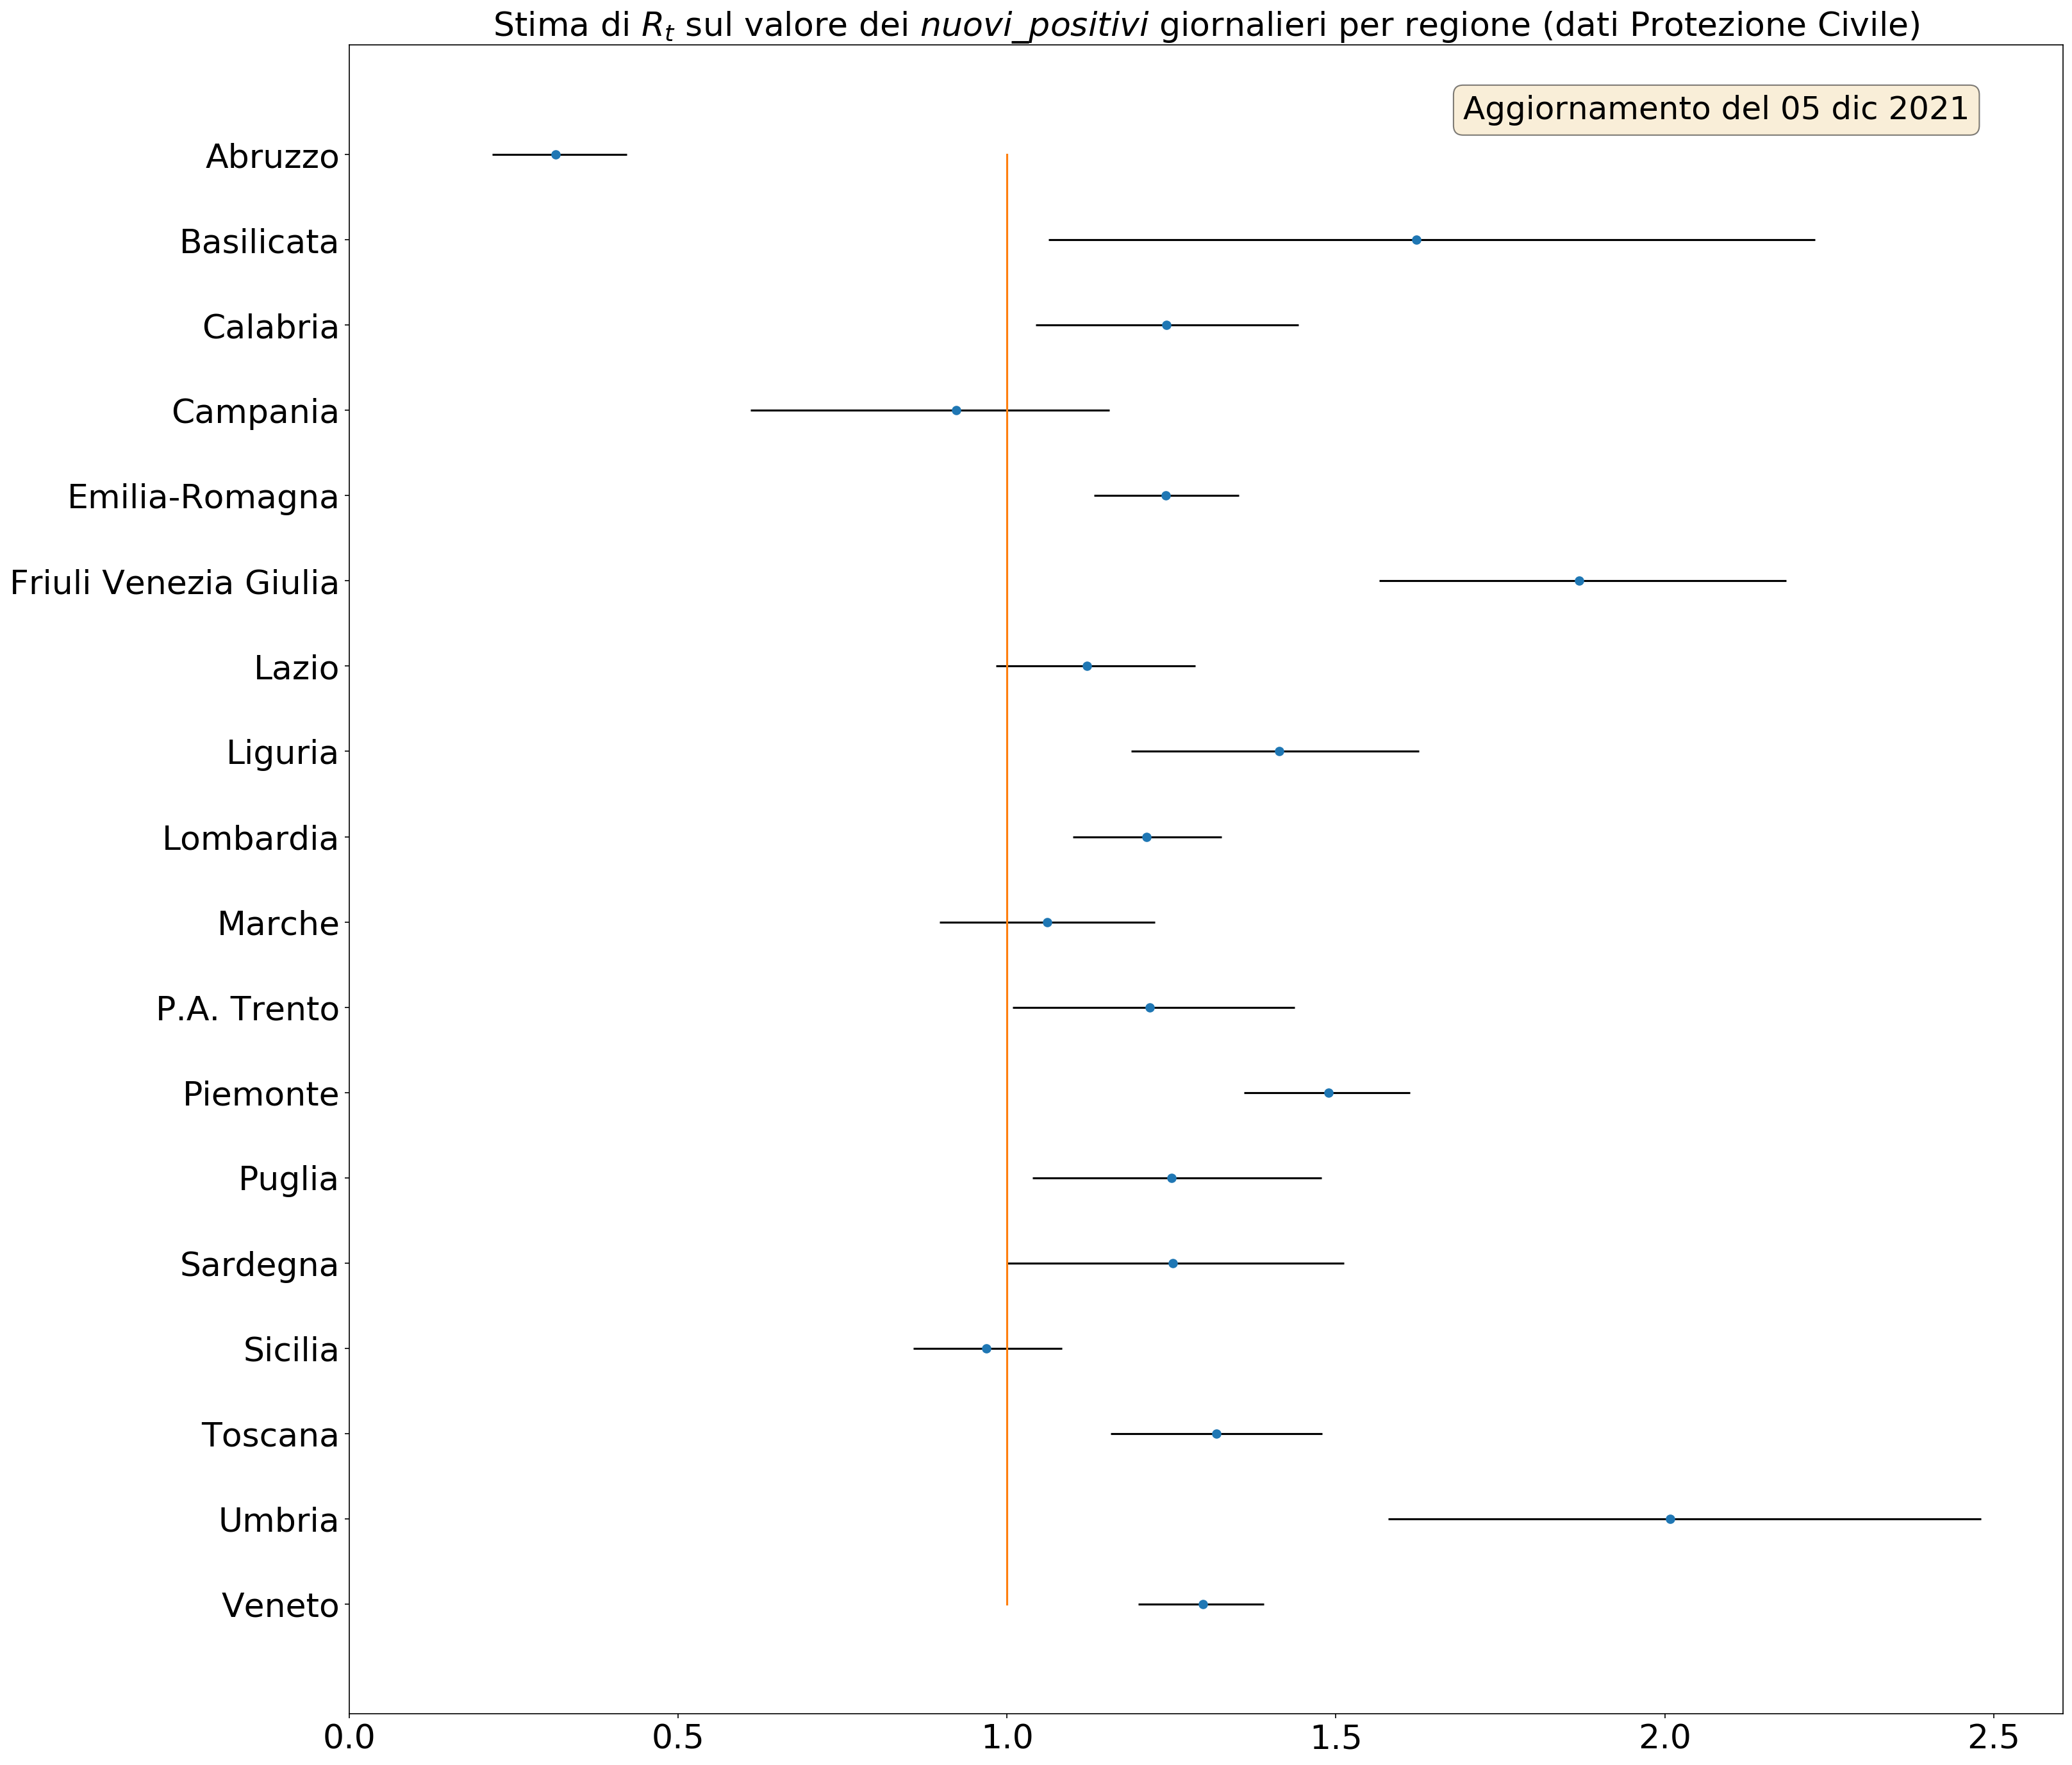 Stima di Rt sul valore dei nuovi_positivi giornalieri per regione (dati Protezione Civile)
Aggiornamento del 05 dic 2021
Abruzzo
Basilicata
Calabria
Campania
Emilia-Romagna
Friuli Venezia Giulia
Lazio
Liguria
Lombardia
Marche
P.A. Trento
Piemonte
Puglia
Sardegna
Sicilia
Toscana
Umbria
Veneto
0.0 0.5 1.0 1.5 2.0 2.5